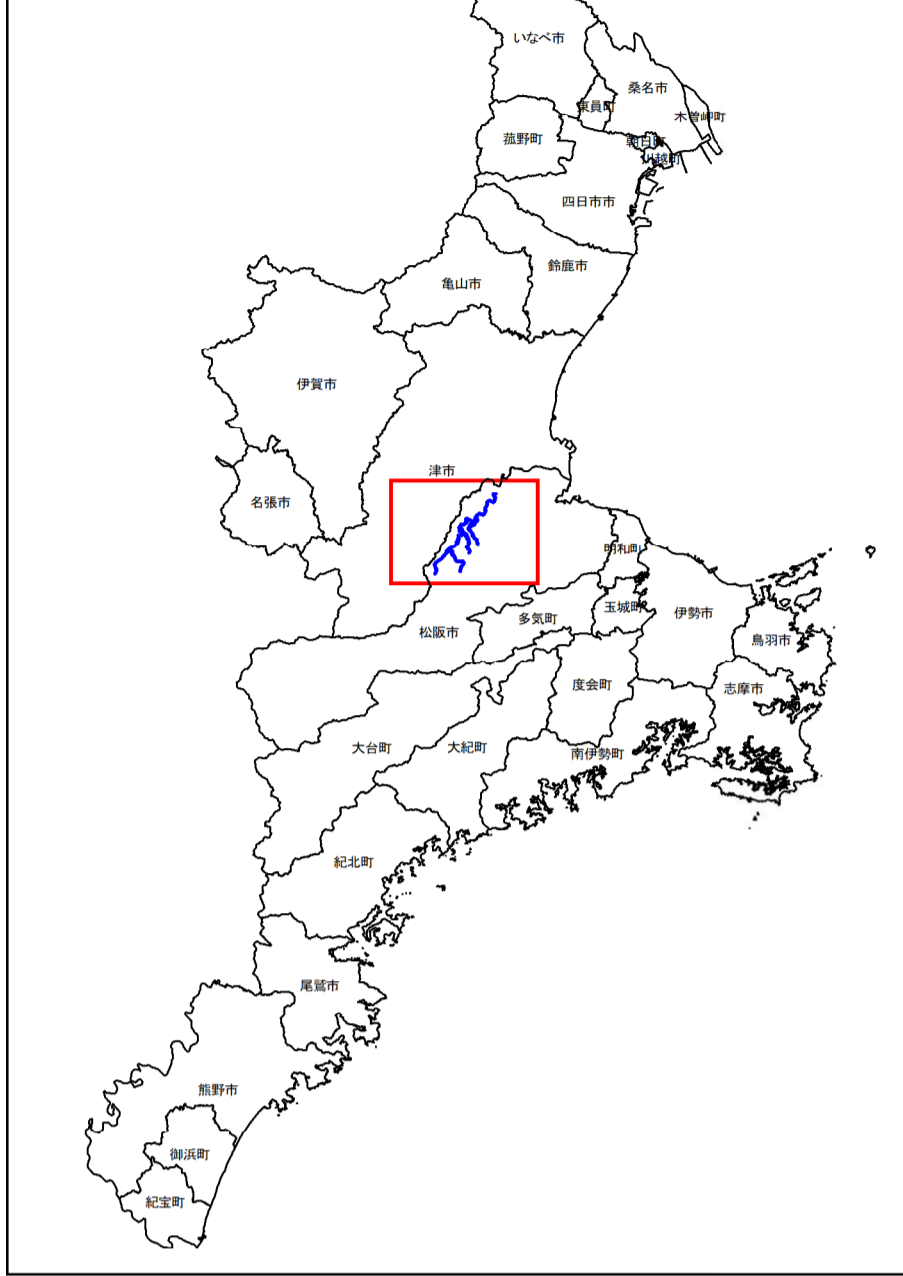 いなべ市
桑名市
東員町
木曽岬町
菰野町
朝日町
川越町
四日市市
鈴鹿市
亀山市
伊賀市
津市
名張市
明和町
玉城町
伊勢市
多気町
松阪市
鳥羽市
度会町
志摩市
大台町
大紀町
南伊勢町
紀北町
尾鷲市
熊野市
御浜町
紀宝町